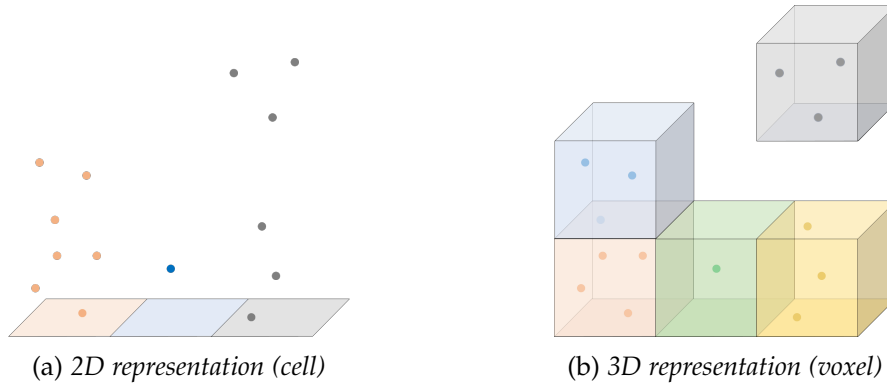 (a) 2D representation (cell)
(b) 3D representation (voxel)